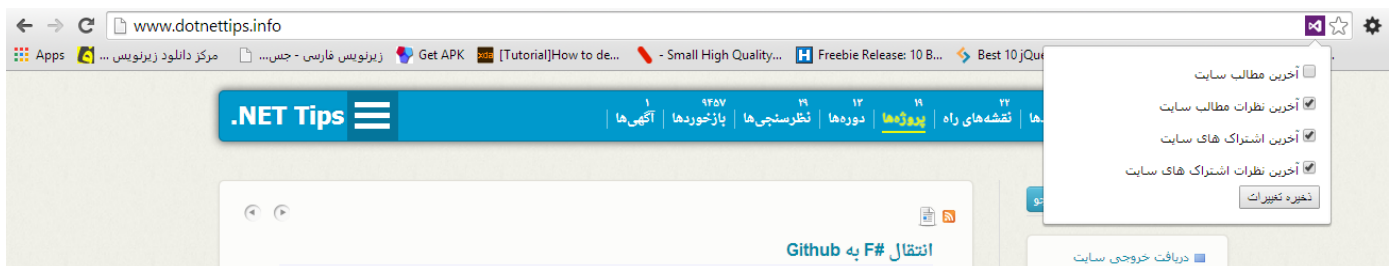 www.dotnettips.info
Apps
مرکز دانلود زیرنویس ...
زیرنویس فارسی - جس...
Get APK
[Tutorial]How to de...
- Small High Quality...
Freebie Release: 10 B...
Best 10 jQue
آخرین مطالب سایت
آخرین نظرات مطالب سایت
آخرین اشتراک های سایت
آخرین نظرات اشتراک های سایت
ذخیره تغییرات
.NET Tips
۲۲ ۱۹ ۱۳ ۲۹ ۹۴۵۷ ۱
دها | نقشه‌های راه | پروژه‌ها | دوره‌ها | نظرسنجی‌ها | بازخوردها | آگهی‌ها
جو
انتقال #F به Github
دریافت خروجی سایت